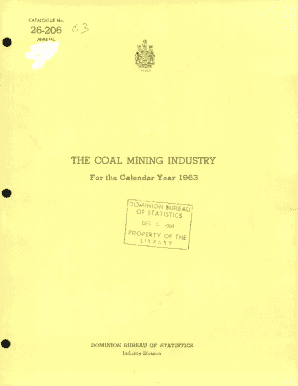 CATALOGUE No.
26-206
ANNUAL
THE COAL MINING INDUSTRY
For the Calendar Year 1963
DOMINION BUREAU
OF STATISTICS
PROPERTY OF THE
LIBRARY
DOMINION BUREAU OF STATISTICS
Industry Division